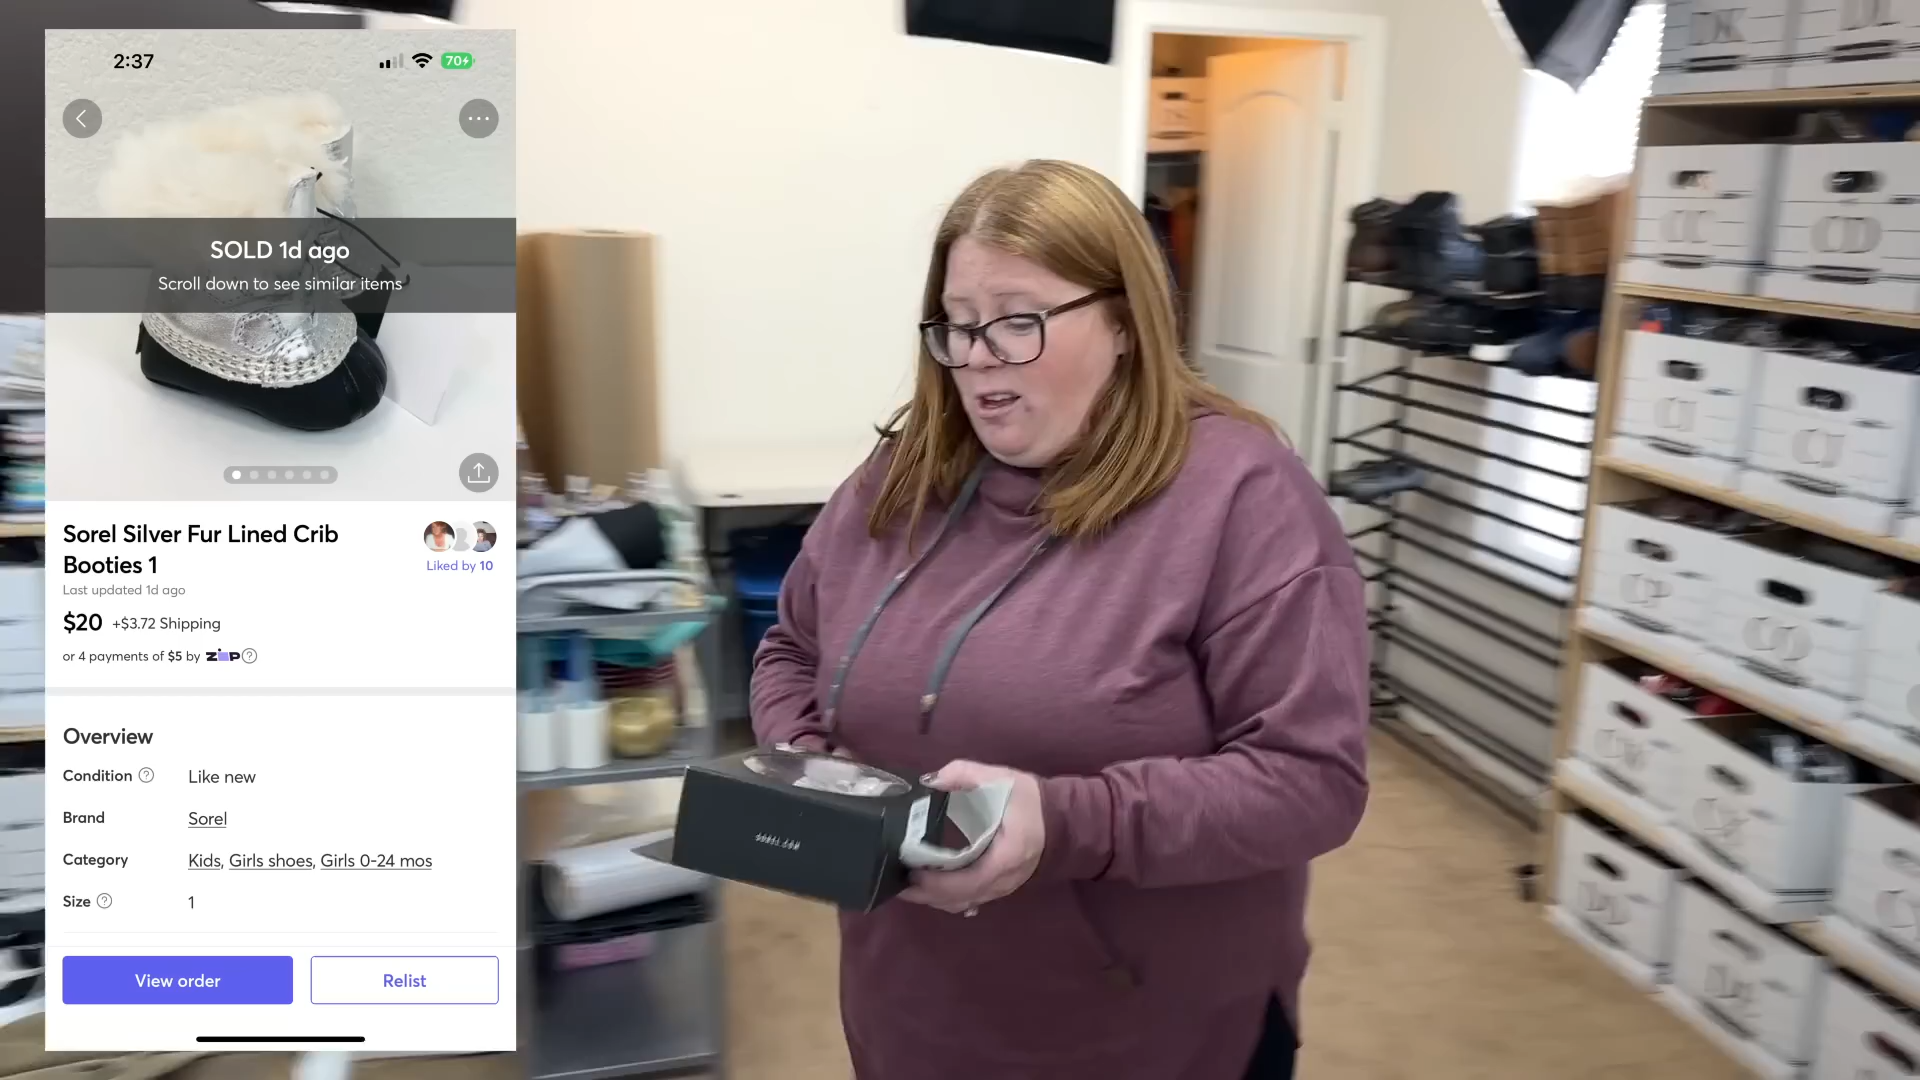 2:37
70
SOLD 1d ago
Scroll down to see similar items
Sorel Silver Fur Lined Crib
Booties 1
Liked by 10
Last updated 1d ago
$20 +$3.72 Shipping
or 4 payments of $5 by zip
Overview
Condition Like new
Brand Sorel
Category Kids, Girls shoes, Girls 0-24 mos
Size 1
View order
Relist